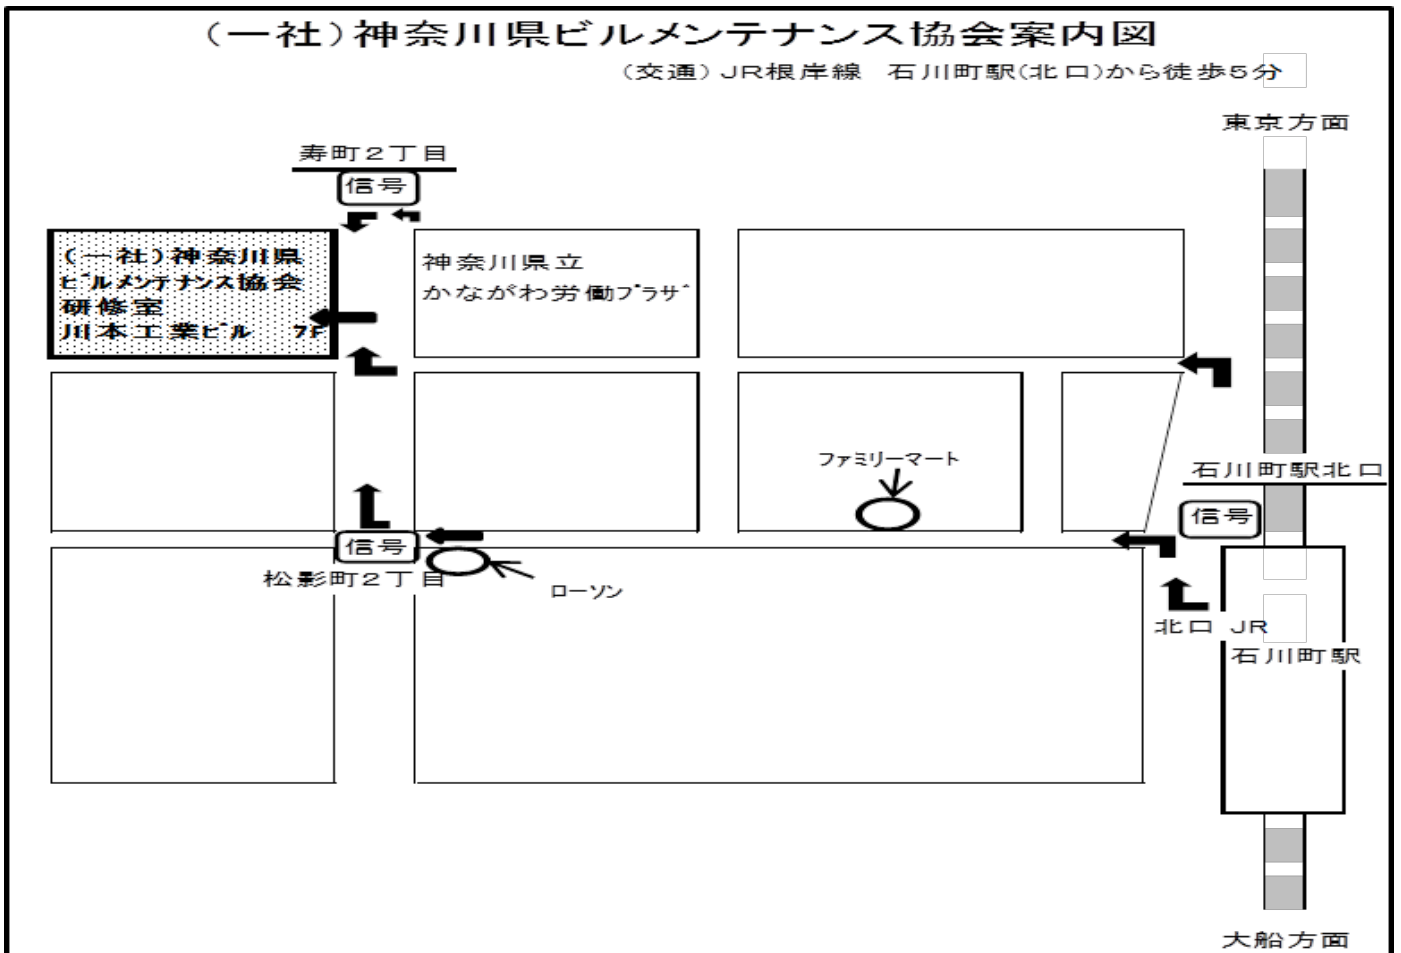 (一社)神奈川県ビルメンテナンス協会案内図
(交通)JR根岸線　石川町駅(北口)から徒歩5分
東京方面
寿町2丁目
信号
(一社)神奈川県
ビルメンテナンス協会
研修室
川本工業ビル　7F
神奈川県立
かながわ労働プラザ
ファミリーマート
石川町駅北口
信号
信号
松影町2丁目
ローソン
北口 JR
石川町駅
大船方面